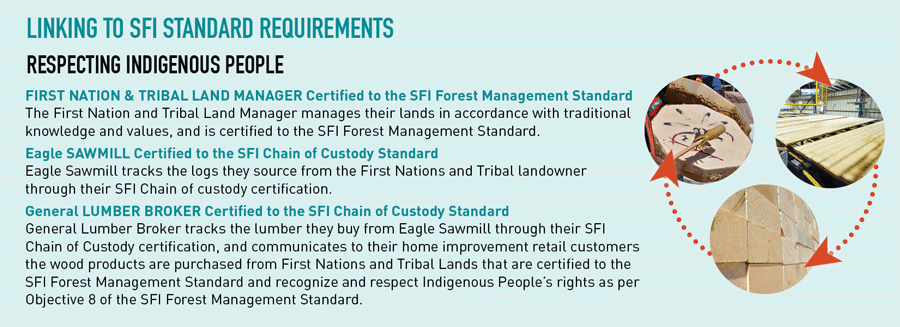 LINKING TO SFI STANDARD REQUIREMENTS
RESPECTING INDIGENOUS PEOPLE
FIRST NATION & TRIBAL LAND MANAGER Certified to the SFI Forest Management Standard
The First Nation and Tribal Land Manager manages their lands in accordance with traditional
knowledge and values, and is certified to the SFI Forest Management Standard.
Eagle SAWMILL Certified to the SFI Chain of Custody Standard
Eagle Sawmill tracks the logs they source from the First Nations and Tribal landowner
through their SFI Chain of custody certification.
General LUMBER BROKER Certified to the SFI Chain of Custody Standard
General Lumber Broker tracks the lumber they buy from Eagle Sawmill through their SFI
Chain of Custody certification, and communicates to their home improvement retail customers
the wood products are purchased from First Nations and Tribal Lands that are certified to the
SFI Forest Management Standard and recognize and respect Indigenous People's rights as per
Objective 8 of the SFI Forest Management Standard.